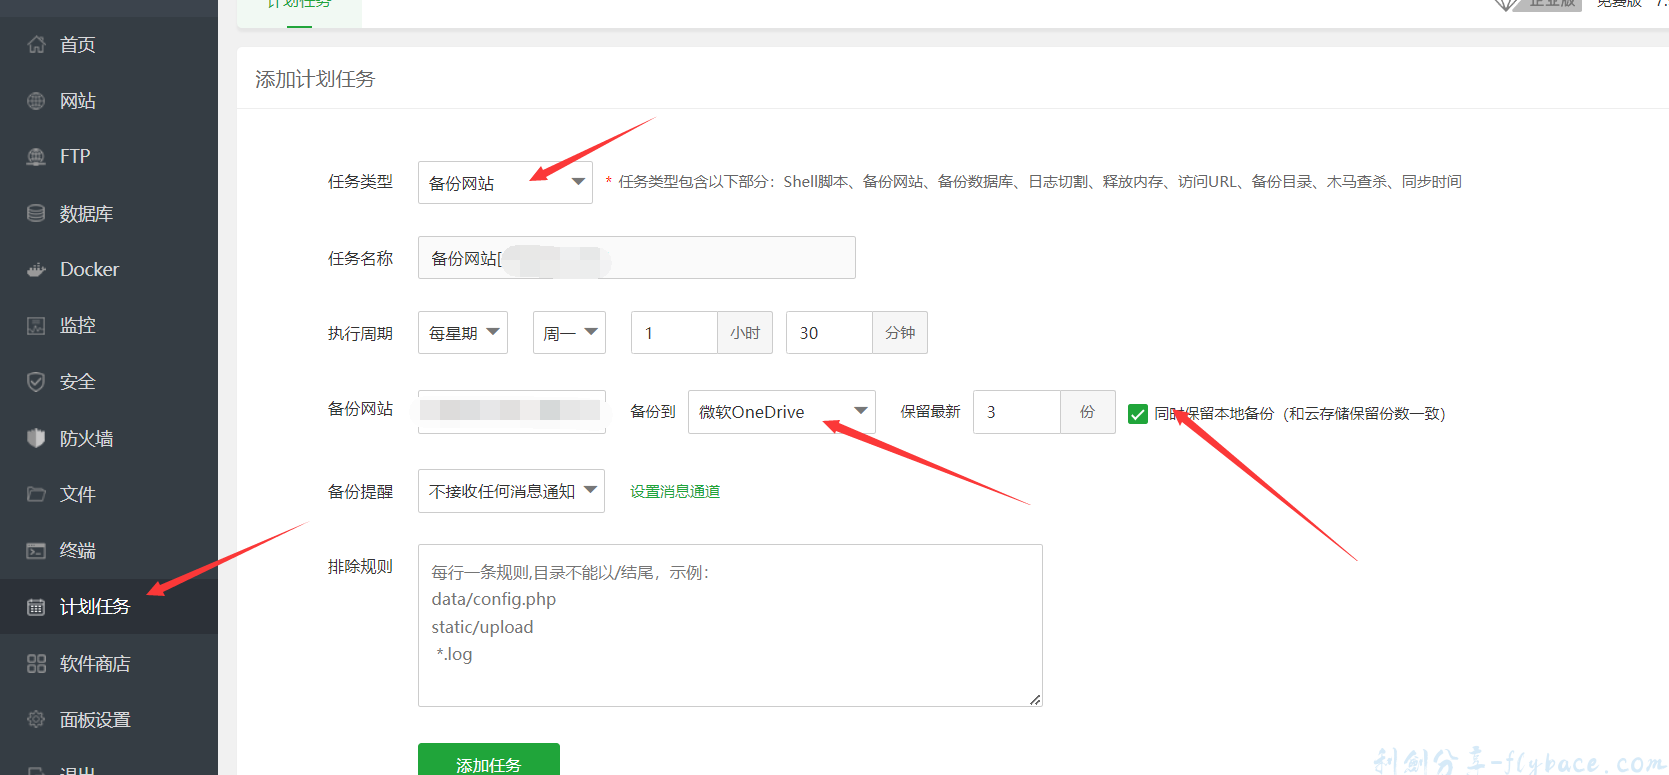 计划任务
企业版 免费版 7.
首页
网站
FTP
数据库
Docker
监控
安全
防火墙
文件
终端
计划任务
软件商店
面板设置
退出
添加计划任务
任务类型 备份网站 * 任务类型包含以下部分：Shell脚本、备份网站、备份数据库、日志切割、释放内存、访问URL、备份目录、木马查杀、同步时间
任务名称 备份网站[
执行周期 每星期 周一 1 小时 30 分钟
备份网站 备份到 微软OneDrive 保留最新 3 份 同时保留本地备份（和云存储保留份数一致）
备份提醒 不接收任何消息通知 设置消息通道
排除规则 每行一条规则,目录不能以/结尾，示例：
data/config.php
static/upload
*.log
添加任务
利创分享-flybace.com